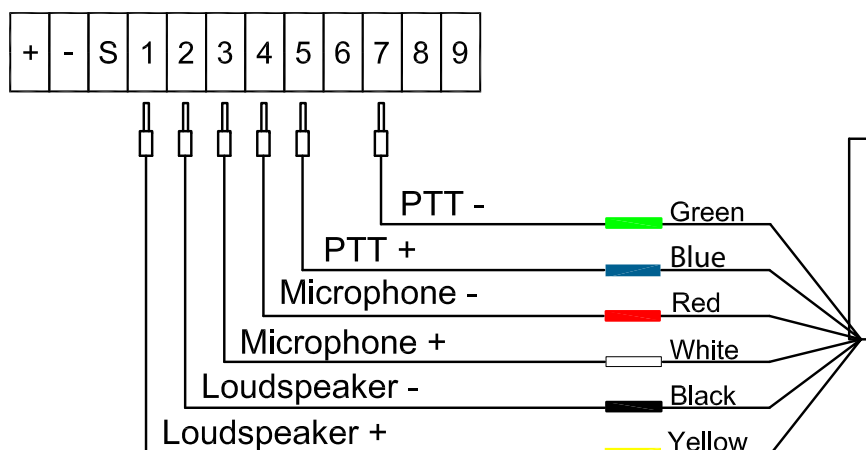 + - S 1 2 3 4 5 6 7 8 9
PTT - Green
PTT + Blue
Microphone - Red
Microphone + White
Loudspeaker - Black
Loudspeaker + Yellow